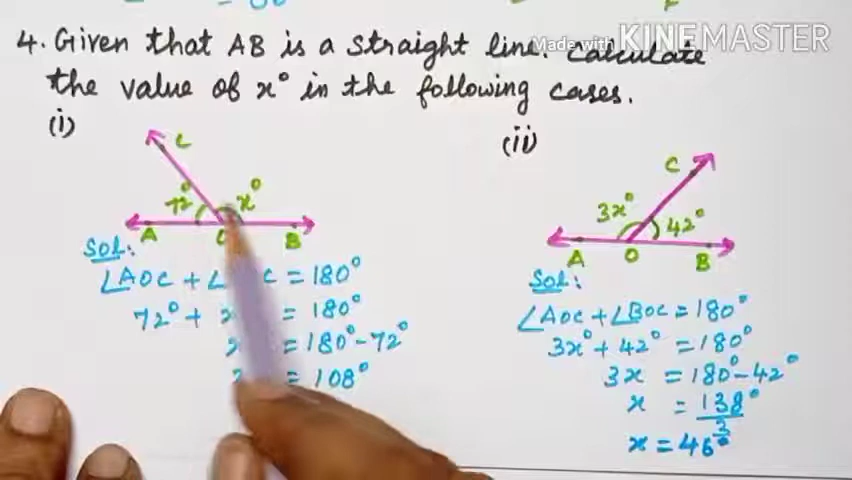 4. Given that AB is a straight line. Calculate
Made with KINEMASTER
the value of x° in the following cases.
(i)
(ii)
C
72°
x°
A
B
C
3x°
42°
A
O
B
Sol:
∠AOC + ∠ C = 180°
72° + x = 180°
x = 180° - 72°
= 108°
Sol:
∠AOC + ∠BOC = 180°
3x° + 42° = 180°
3x = 180° - 42°
x = 138°
3
x = 46°